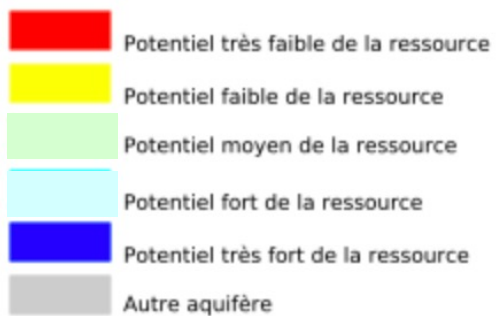 Potentiel très faible de la ressource
Potentiel faible de la ressource
Potentiel moyen de la ressource
Potentiel fort de la ressource
Potentiel très fort de la ressource
Autre aquifère